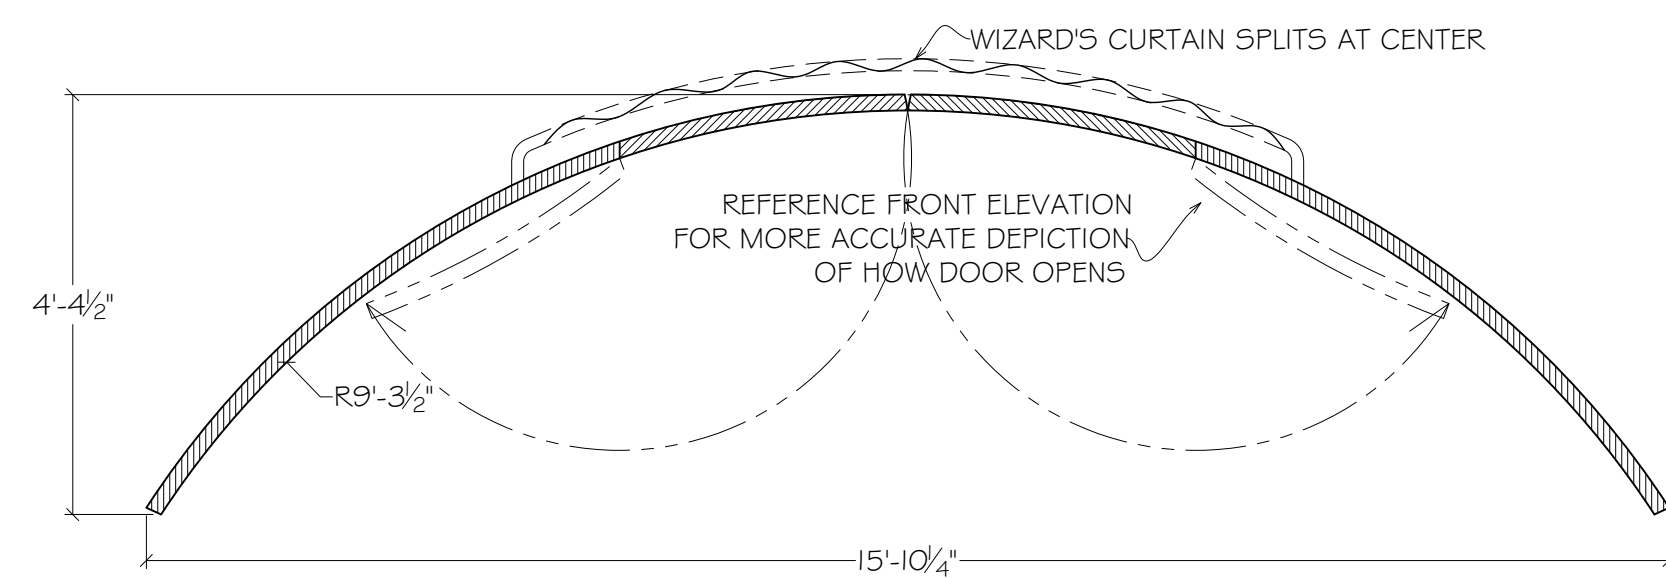 WIZARD'S CURTAIN SPLITS AT CENTER
REFERENCE FRONT ELEVATION
FOR MORE ACCURATE DEPICTION
OF HOW DOOR OPENS
4'-4½"
R9'-3½"
15'-10¼"